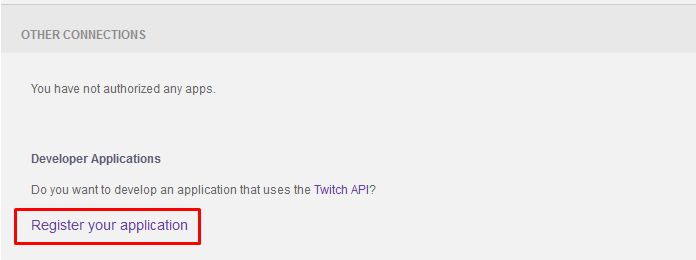 OTHER CONNECTIONS
You have not authorized any apps.
Developer Applications
Do you want to develop an application that uses the Twitch API?
Register your application